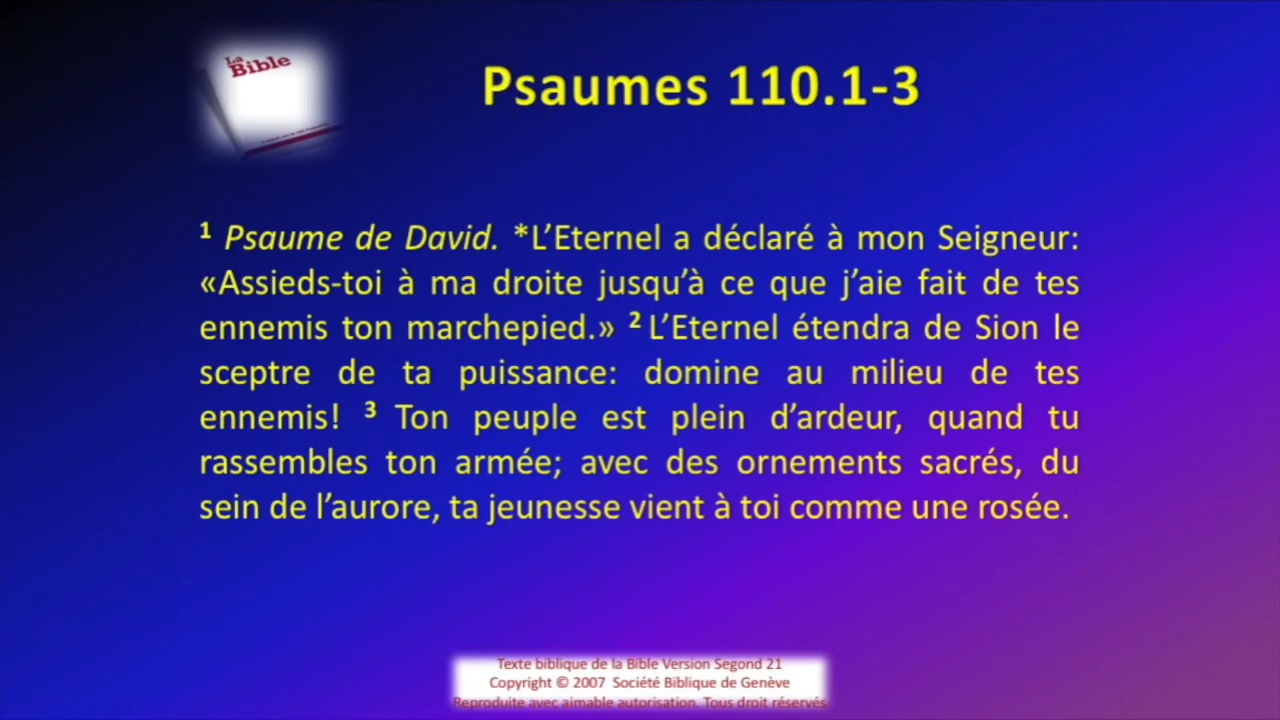 La
Bible
Psaumes 110.1-3
¹ Psaume de David. *L’Eternel a déclaré à mon Seigneur:
«Assieds-toi à ma droite jusqu’à ce que j’aie fait de tes
ennemis ton marchepied.» ² L’Eternel étendra de Sion le
sceptre de ta puissance: domine au milieu de tes
ennemis! ³ Ton peuple est plein d’ardeur, quand tu
rassembles ton armée; avec des ornements sacrés, du
sein de l’aurore, ta jeunesse vient à toi comme une rosée.
Texte biblique de la Bible Version Segond 21
Copyright © 2007 Société Biblique de Genève
Reproduite avec aimable autorisation. Tous droit réservés